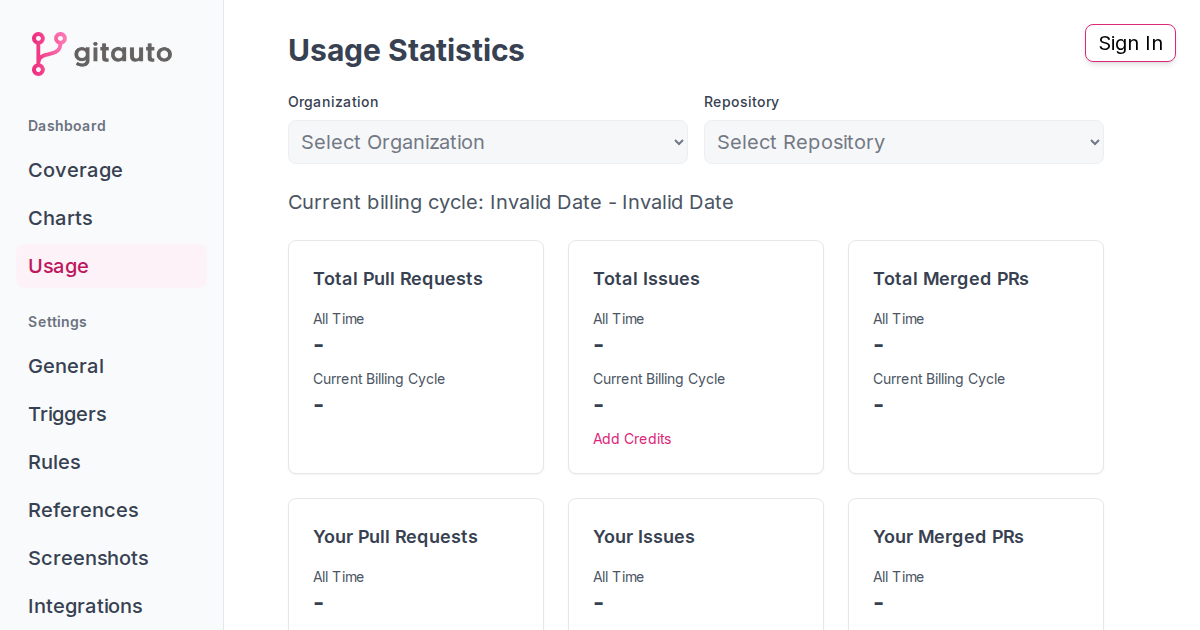 gitauto
Dashboard
Coverage
Charts
Usage
Settings
General
Triggers
Rules
References
Screenshots
Integrations
Usage Statistics
Sign In
Organization
Repository
Select Organization
Select Repository
Current billing cycle: Invalid Date - Invalid Date
Total Pull Requests
All Time
-
Current Billing Cycle
-
Total Issues
All Time
-
Current Billing Cycle
-
Add Credits
Total Merged PRs
All Time
-
Current Billing Cycle
-
Your Pull Requests
All Time
-
Your Issues
All Time
-
Your Merged PRs
All Time
-